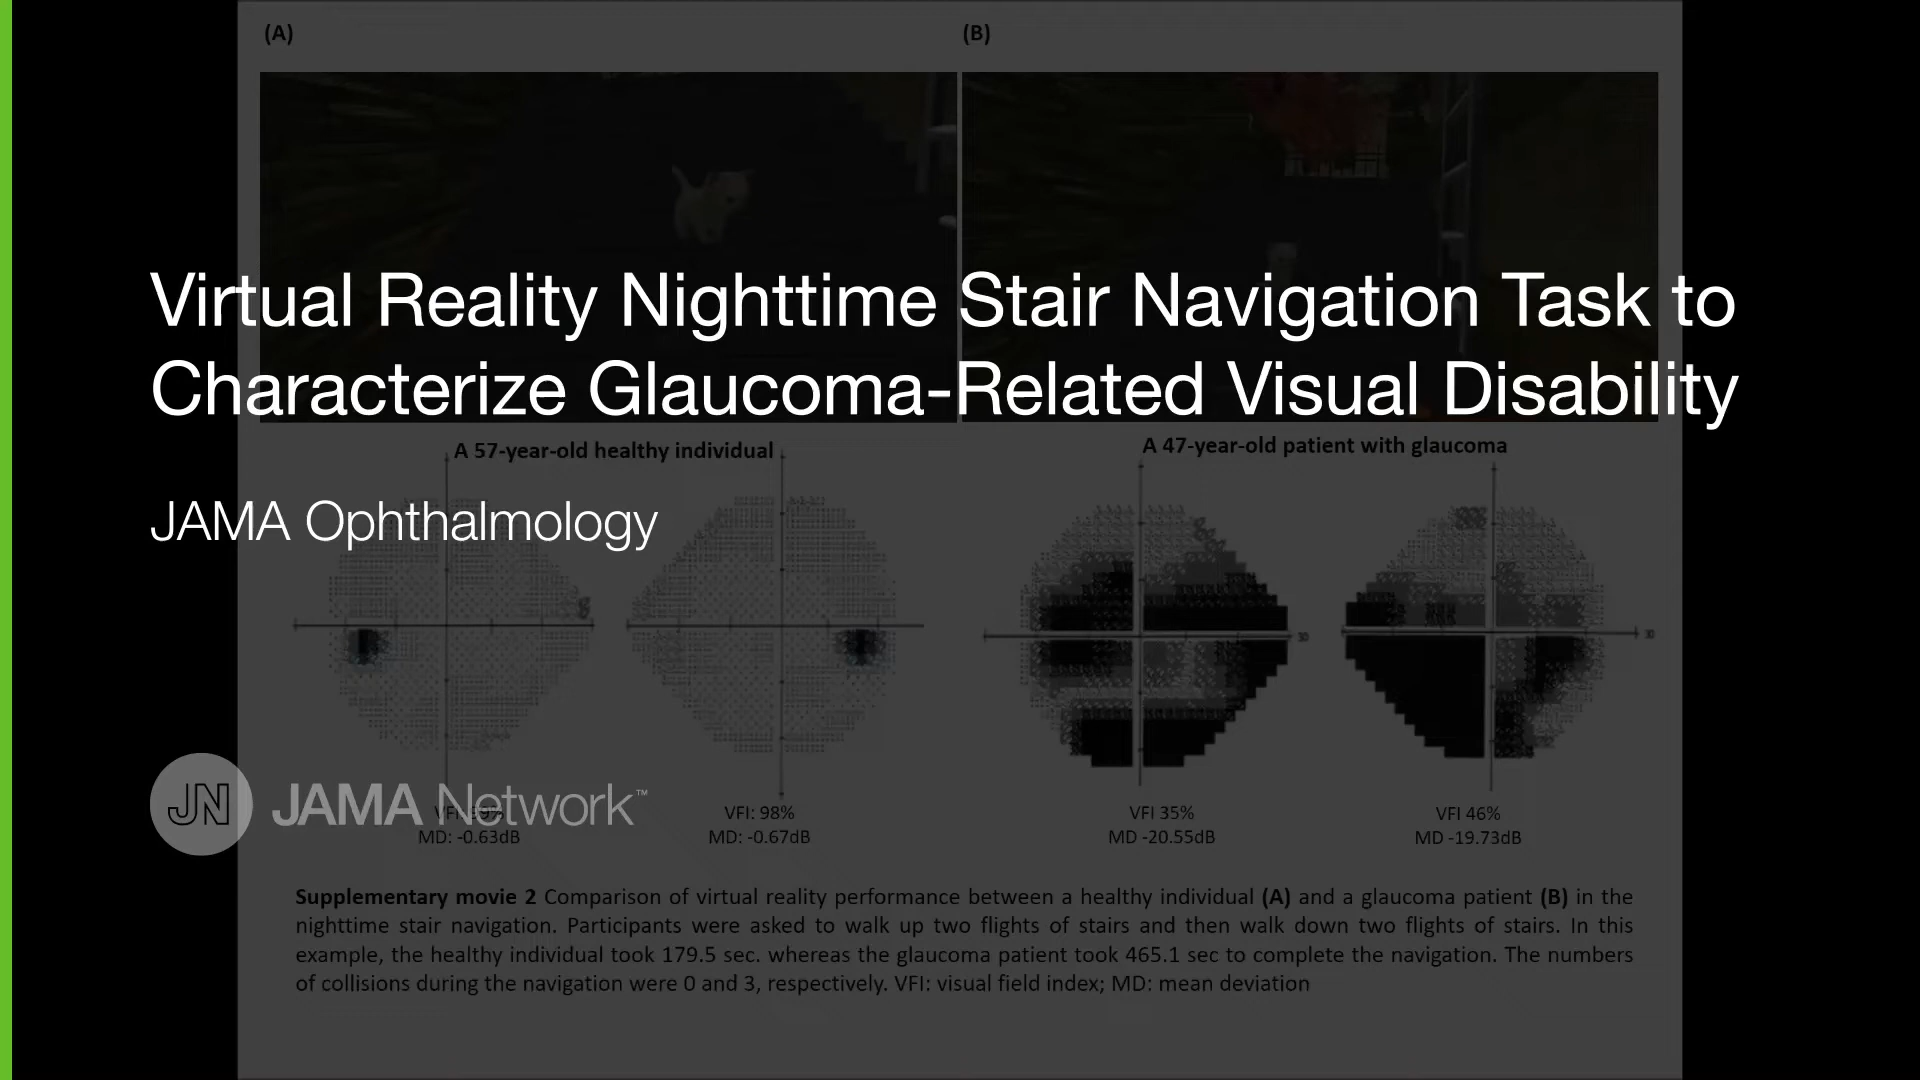 (A)
(B)
Virtual Reality Nighttime Stair Navigation Task to
Characterize Glaucoma-Related Visual Disability
A 57-year-old healthy individual
A 47-year-old patient with glaucoma
JAMA Ophthalmology
30
30
JN JAMA Network™
VFI: 98%
VFI 35%
VFI 46%
MD: -0.63dB
MD: -0.67dB
MD -20.55dB
MD -19.73dB
Supplementary movie 2 Comparison of virtual reality performance between a healthy individual (A) and a glaucoma patient (B) in the
nighttime stair navigation. Participants were asked to walk up two flights of stairs and then walk down two flights of stairs. In this
example, the healthy individual took 179.5 sec. whereas the glaucoma patient took 465.1 sec to complete the navigation. The numbers
of collisions during the navigation were 0 and 3, respectively. VFI: visual field index; MD: mean deviation